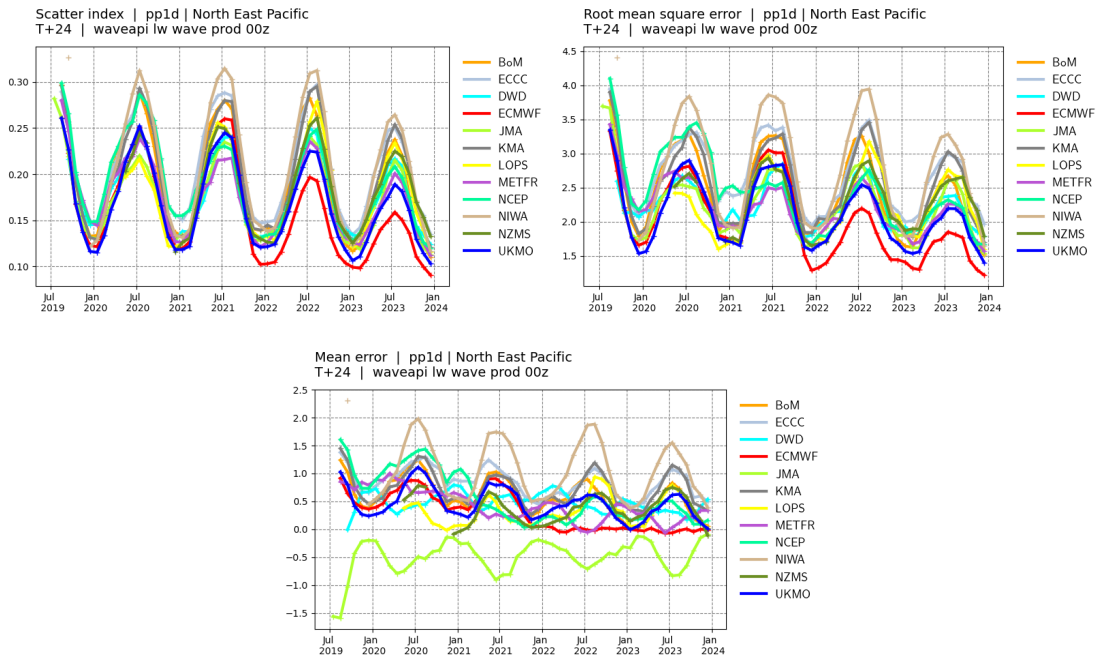 Scatter index | pp1d | North East Pacific
T+24 | waveapi lw wave prod 00z
0.30
0.25
0.20
0.15
0.10
Jul 2019
Jan 2020
Jul 2020
Jan 2021
Jul 2021
Jan 2022
Jul 2022
Jan 2023
Jul 2023
Jan 2024
BoM
ECCC
DWD
ECMWF
JMA
KMA
LOPS
METFR
NCEP
NIWA
NZMS
UKMO
Root mean square error | pp1d | North East Pacific
T+24 | waveapi lw wave prod 00z
4.5
4.0
3.5
3.0
2.5
2.0
1.5
Jul 2019
Jan 2020
Jul 2020
Jan 2021
Jul 2021
Jan 2022
Jul 2022
Jan 2023
Jul 2023
Jan 2024
BoM
ECCC
DWD
ECMWF
JMA
KMA
LOPS
METFR
NCEP
NIWA
NZMS
UKMO
Mean error | pp1d | North East Pacific
T+24 | waveapi lw wave prod 00z
2.5
2.0
1.5
1.0
0.5
0.0
−0.5
−1.0
−1.5
Jul 2019
Jan 2020
Jul 2020
Jan 2021
Jul 2021
Jan 2022
Jul 2022
Jan 2023
Jul 2023
Jan 2024
BoM
ECCC
DWD
ECMWF
JMA
KMA
LOPS
METFR
NCEP
NIWA
NZMS
UKMO